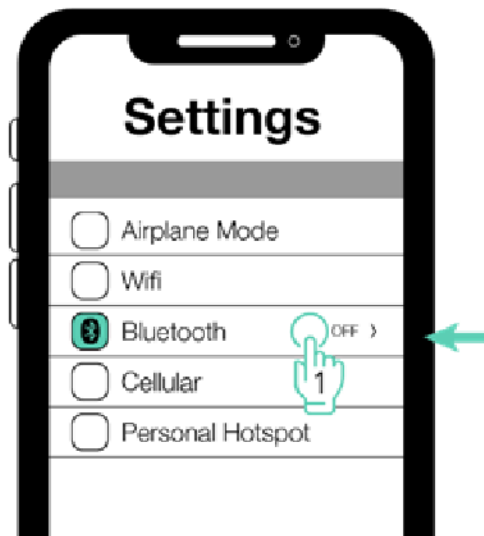 Settings
Airplane Mode
Wifi
Bluetooth OFF >
1
Cellular
Personal Hotspot